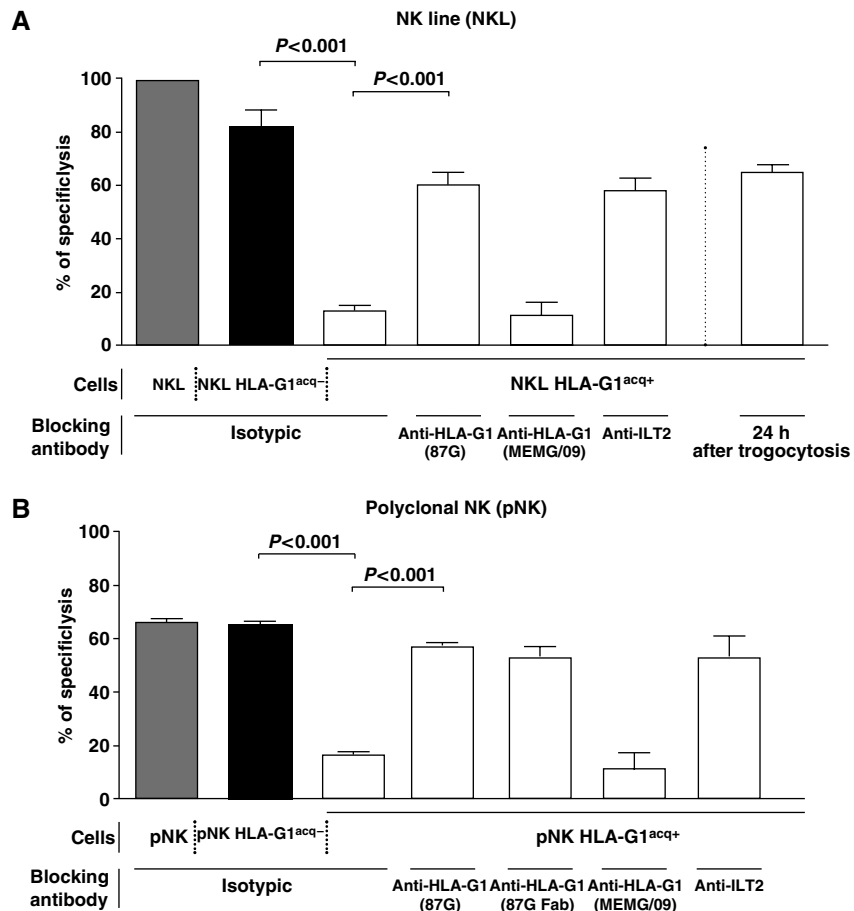 A
NK line (NKL)
P<0.001
P<0.001
% of specificlysis
100
80
60
40
20
0
Cells
NKL
NKL HLA-G1acq−
NKL HLA-G1acq+
Blocking antibody
Isotypic
Anti-HLA-G1
(87G)
Anti-HLA-G1
(MEMG/09)
Anti-ILT2
24 h
after trogocytosis
B
Polyclonal NK (pNK)
P<0.001
P<0.001
% of specificlysis
100
80
60
40
20
0
Cells
pNK
pNK HLA-G1acq−
pNK HLA-G1acq+
Blocking
antibody
Isotypic
Anti-HLA-G1
(87G)
Anti-HLA-G1
(87G Fab)
Anti-HLA-G1
(MEMG/09)
Anti-ILT2